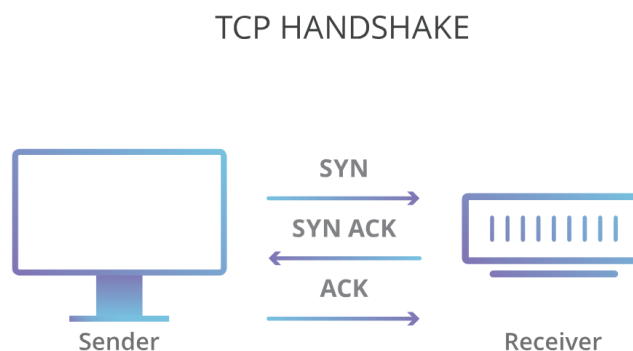 TCP HANDSHAKE
SYN
SYN ACK
ACK
Sender
Receiver